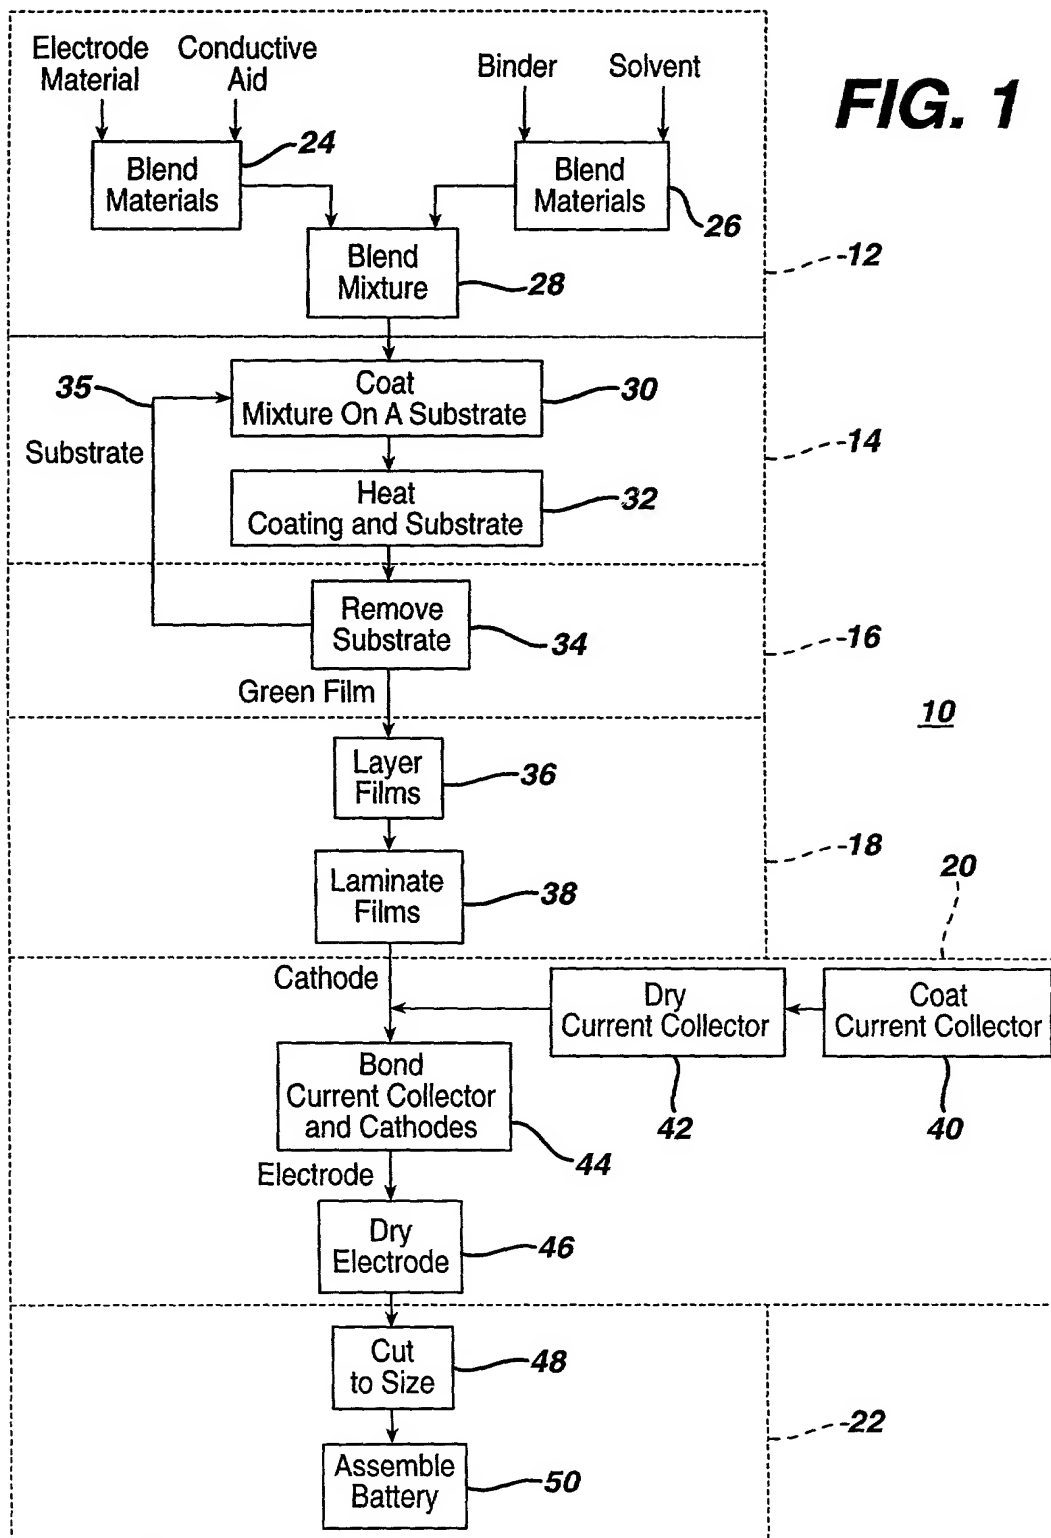 FIG. 1
Electrode
Material
Conductive
Aid
Binder
Solvent
Blend
Materials
24
Blend
Materials
26
Blend
Mixture
28
12
35
Substrate
Coat
Mixture On A Substrate
30
14
Heat
Coating and Substrate
32
Remove
Substrate
34
16
Green Film
10
Layer
Films
36
18
Laminate
Films
38
20
Cathode
Dry
Current Collector
42
Coat
Current Collector
40
Bond
Current Collector
and Cathodes
44
Electrode
Dry
Electrode
46
Cut
to Size
48
22
Assemble
Battery
50